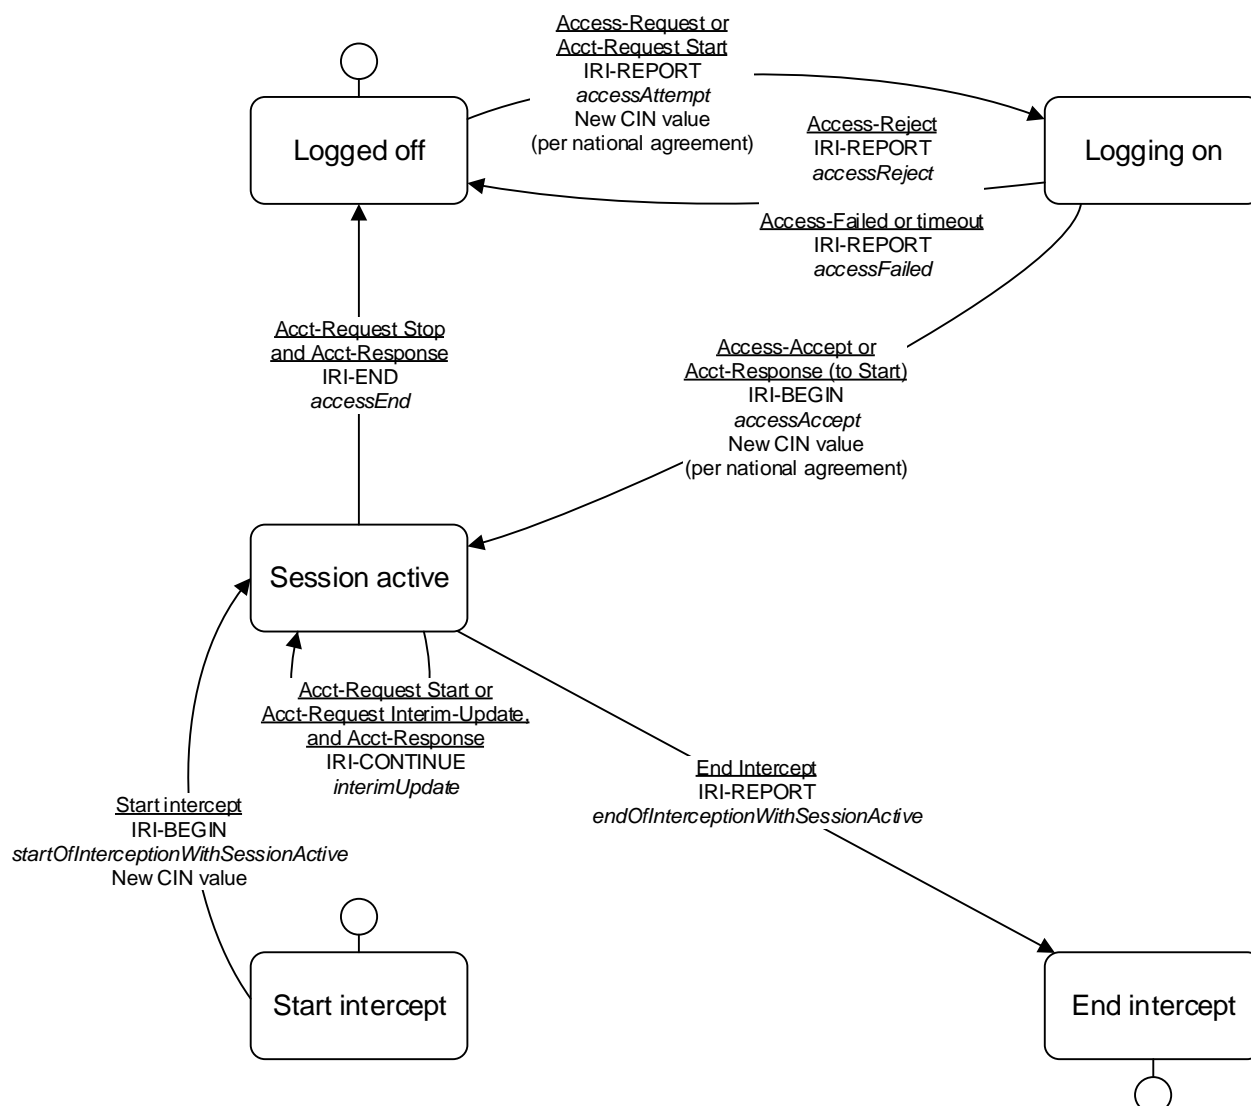 Access-Request or
Acct-Request Start
IRI-REPORT
accessAttempt
New CIN value
(per national agreement)
Logged off
Access-Reject
IRI-REPORT
accessReject
Logging on
Access-Failed or timeout
IRI-REPORT
accessFailed
Acct-Request Stop
and Acct-Response
IRI-END
accessEnd
Access-Accept or
Acct-Response (to Start)
IRI-BEGIN
accessAccept
New CIN value
(per national agreement)
Session active
Acct-Request Start or
Acct-Request Interim-Update,
and Acct-Response
IRI-CONTINUE
interimUpdate
End Intercept
IRI-REPORT
endOfInterceptionWithSessionActive
Start intercept
IRI-BEGIN
startOfInterceptionWithSessionActive
New CIN value
Start intercept
End intercept